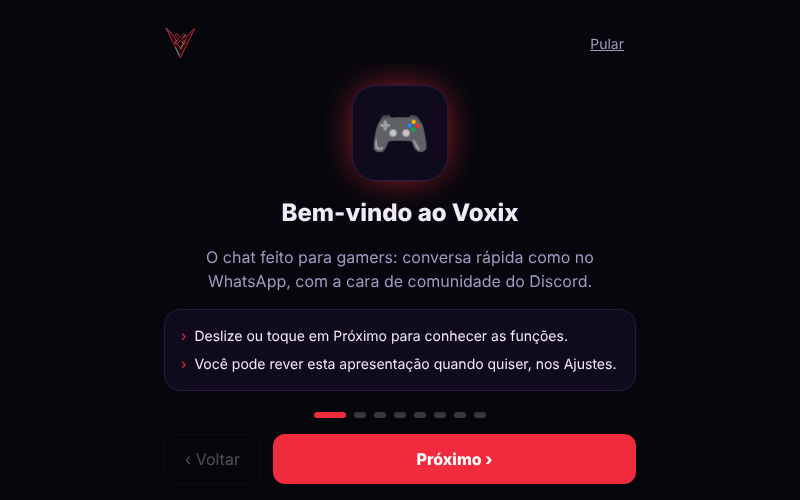 Pular
Bem-vindo ao Voxix
O chat feito para gamers: conversa rápida como no
WhatsApp, com a cara de comunidade do Discord.
› Deslize ou toque em Próximo para conhecer as funções.
› Você pode rever esta apresentação quando quiser, nos Ajustes.
‹ Voltar
Próximo ›